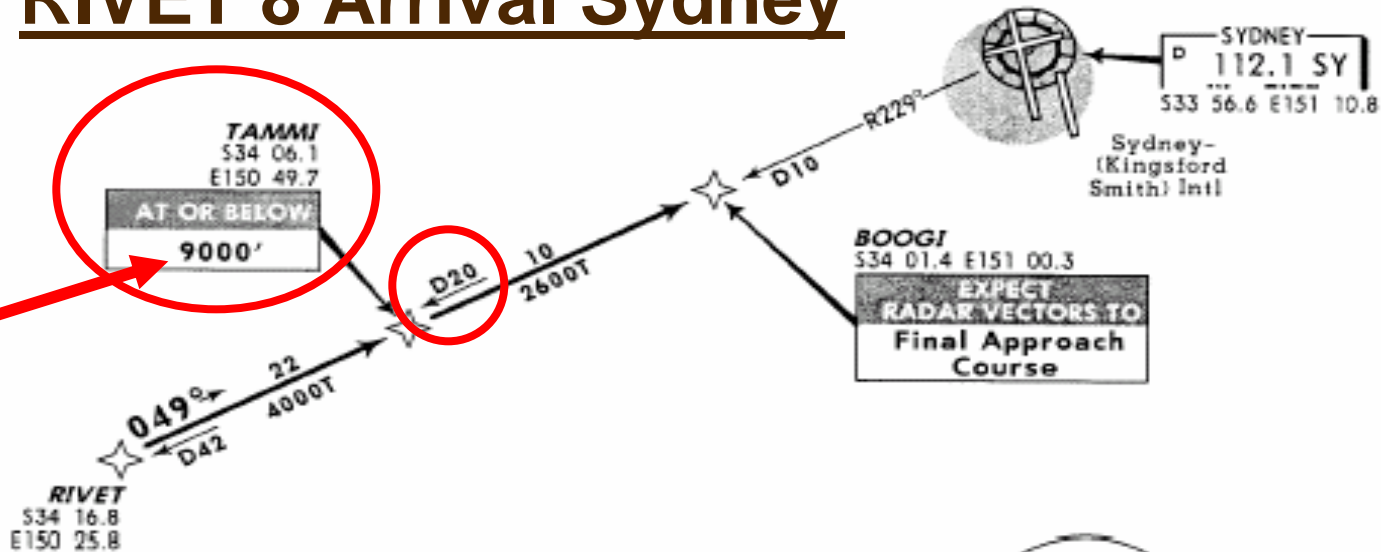 RIVET 8 Arrival Sydney
SYDNEY
D 112.1 SY
S33 56.6 E151 10.8
Sydney-
(Kingsford
Smith) Intl
R229°
D10
TAMMI
S34 06.1
E150 49.7
AT OR BELOW
9000'
D20
10
2600T
BOOGI
S34 01.4 E151 00.3
EXPECT
RADAR VECTORS TO
Final Approach
Course
049°
22
4000T
D42
RIVET
S34 16.8
E150 25.8